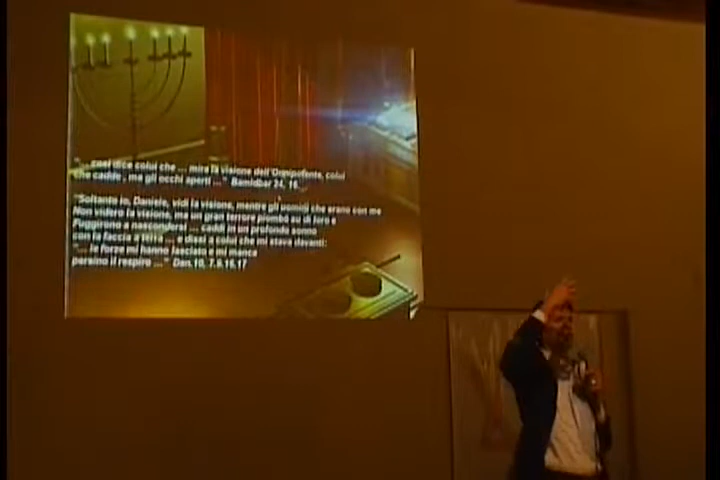 "... così dice colui che ... mira la visione dell'Onnipotente, colui
che cadde , ma gli occhi aperti ..." Bamidbar 24, 16.
"Soltanto io, Daniele, vidi la visione, mentre gli uomini che erano con me
Non videro la visione, ma un gran terrore piombò su di loro e
Fuggirono a nascondersi ... caddi in un profondo sonno
con la faccia a terra ... e dissi a colui che mi stava davanti:
"... le forze mi hanno lasciato e mi manca
persino il respiro ... " Dan.10, 7.9.16.17